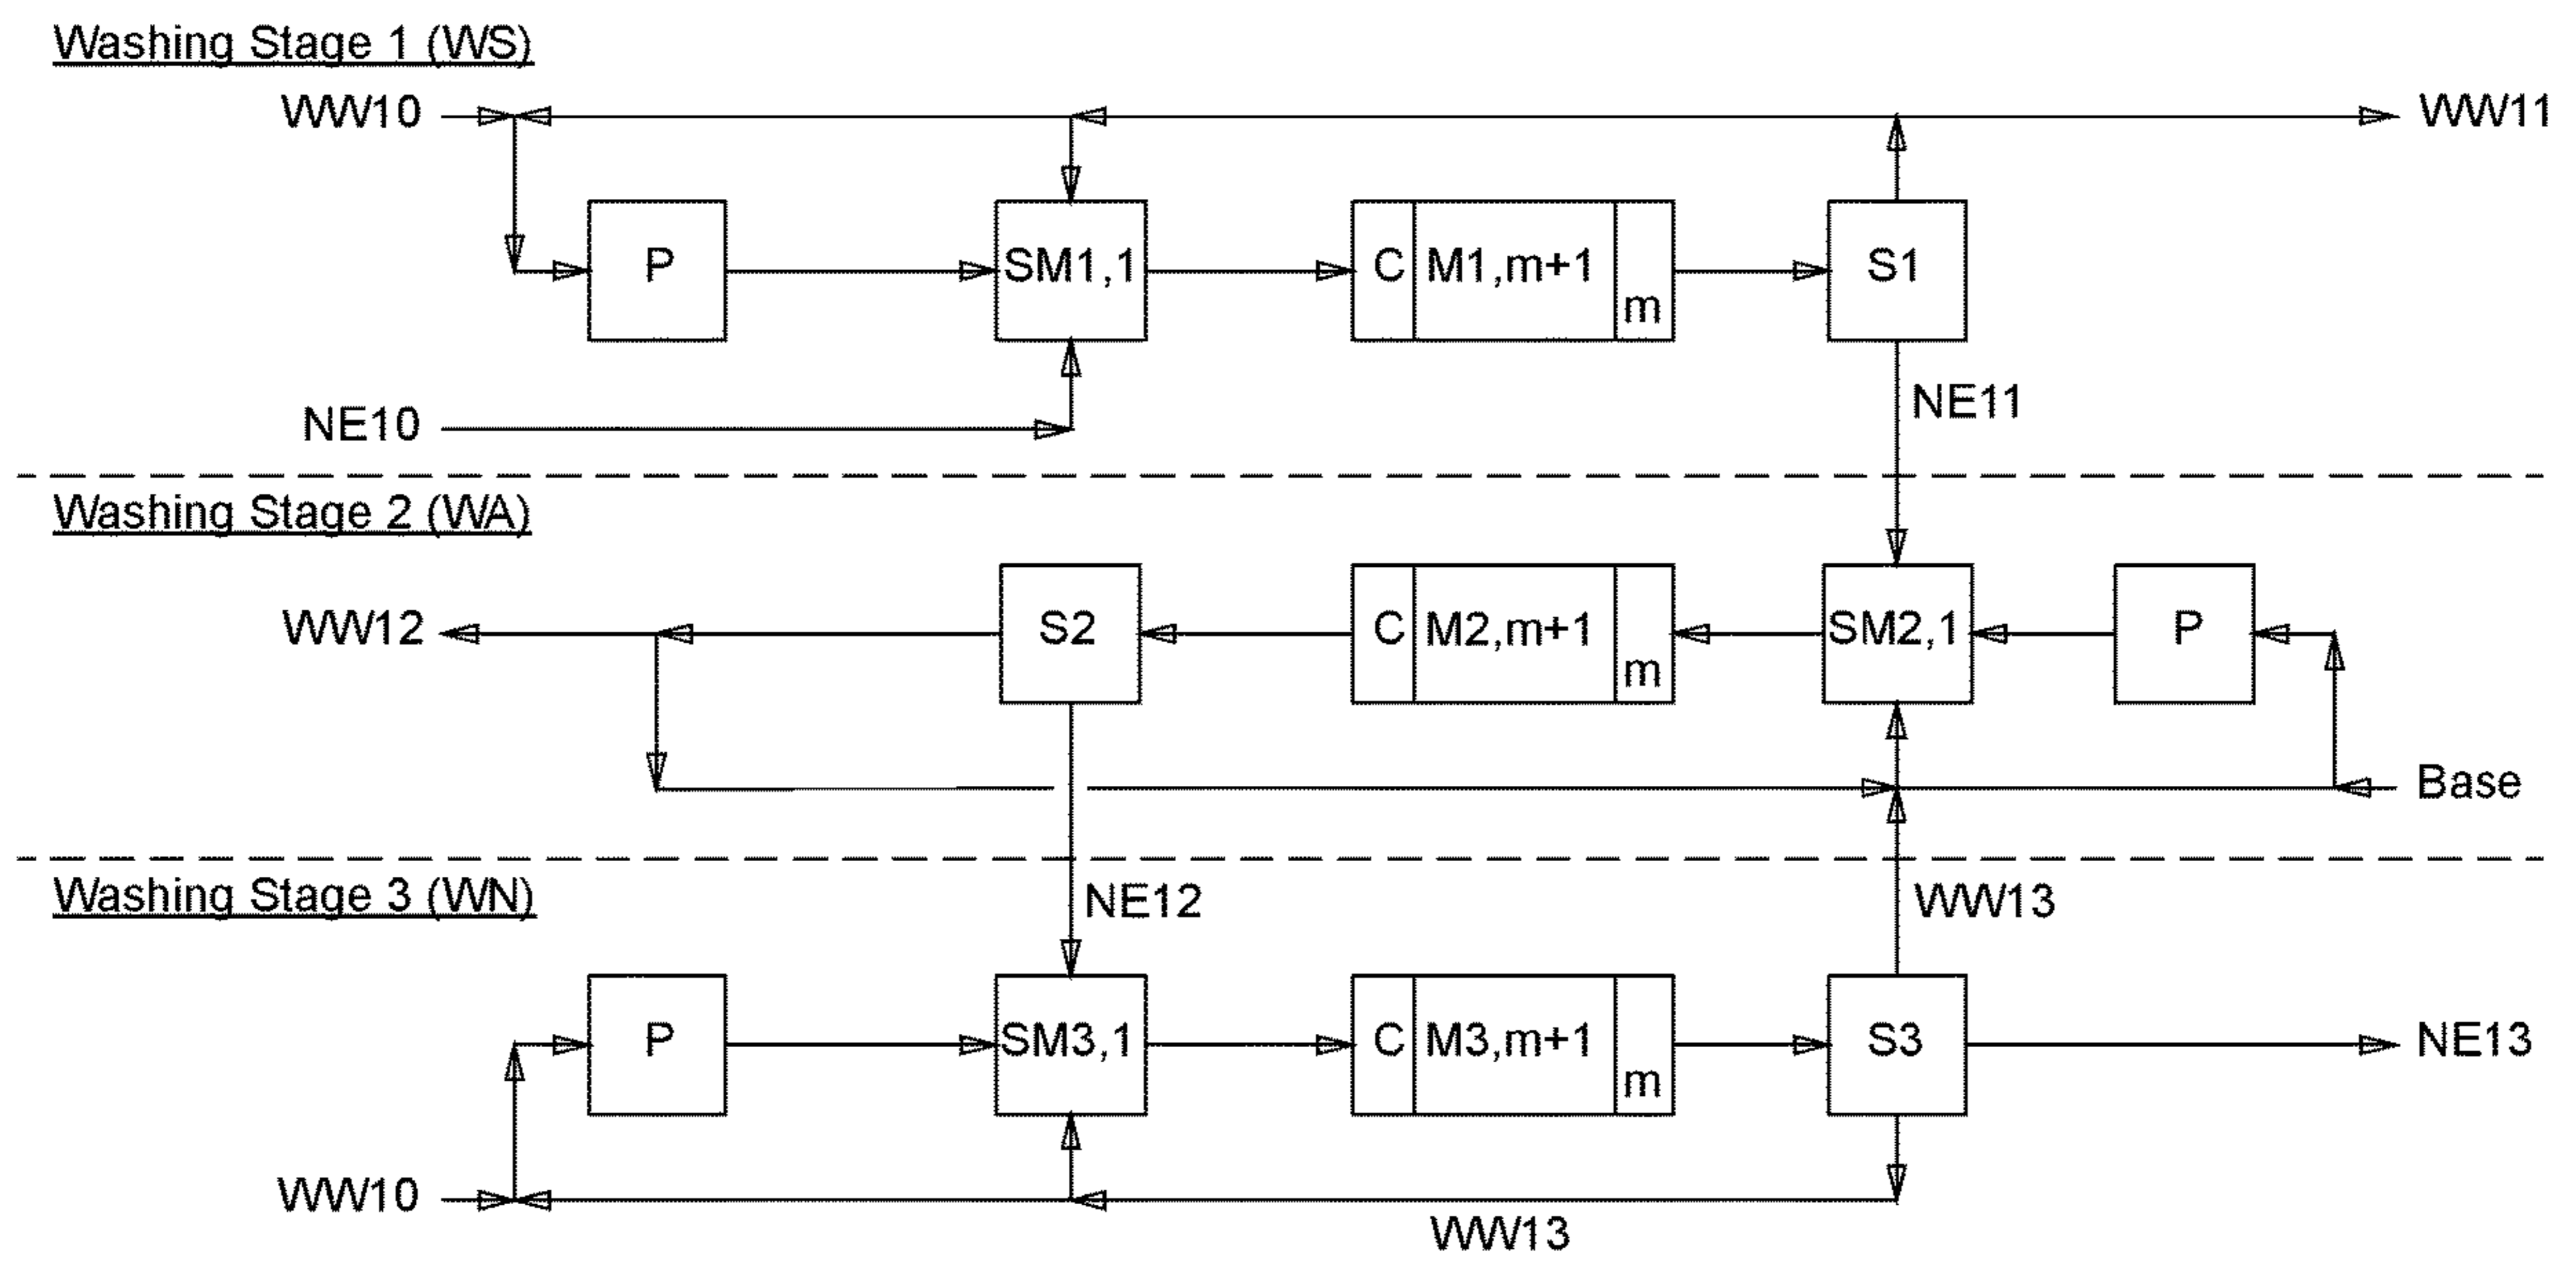 Washing Stage 1 (WS)
WW10
WW11
P
SM1,1
C
M1,m+1
m
S1
NE10
NE11
Washing Stage 2 (WA)
WW12
S2
C
M2,m+1
m
SM2,1
P
Base
Washing Stage 3 (WN)
NE12
WW13
P
SM3,1
C
M3,m+1
m
S3
NE13
WW10
WW13